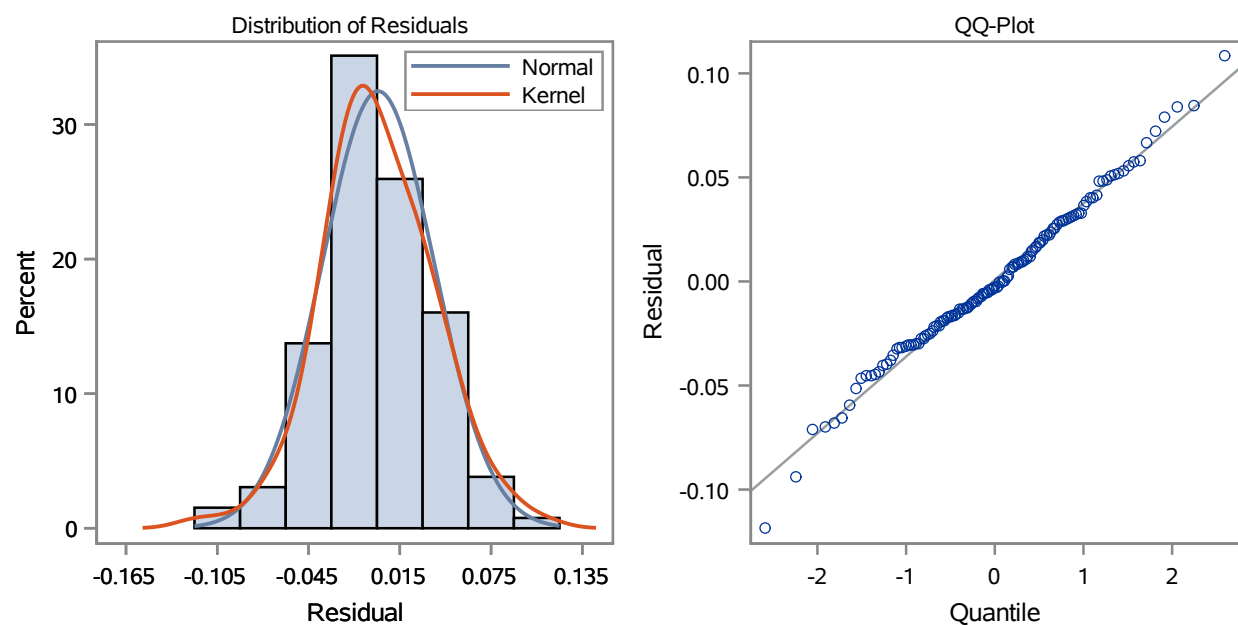 Distribution of Residuals
Normal
Kernel
Percent
30
20
10
0
-0.165 -0.105 -0.045 0.015 0.075 0.135
Residual
QQ-Plot
Residual
0.10
0.05
0.00
-0.05
-0.10
-2 -1 0 1 2
Quantile